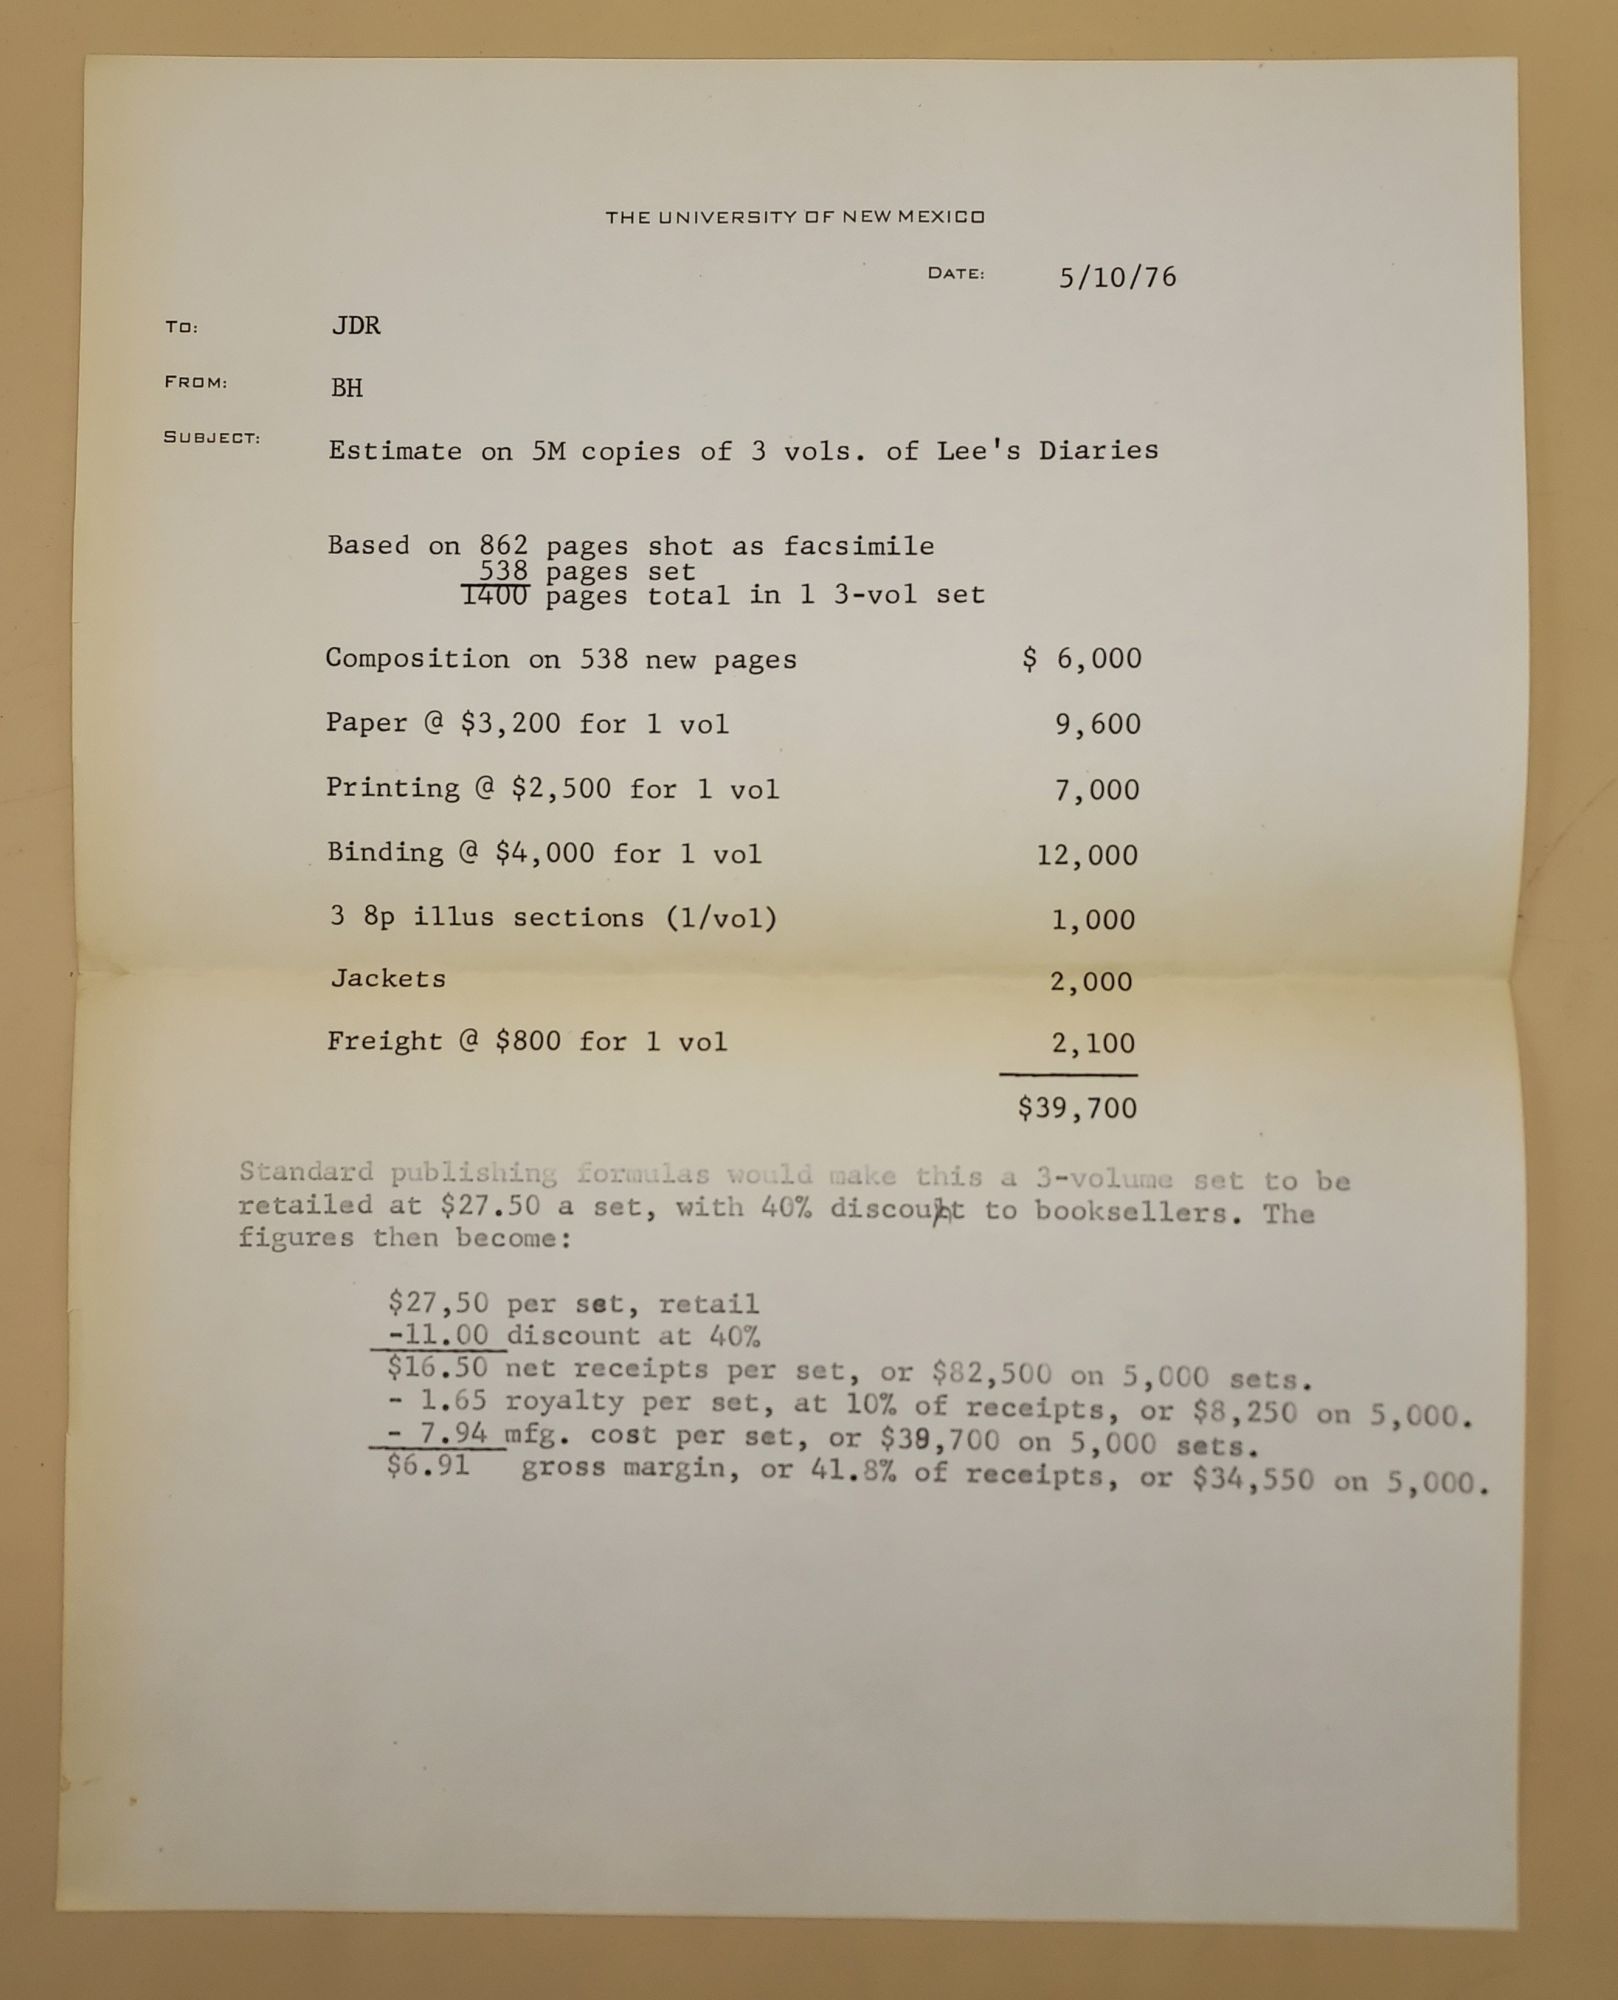 THE UNIVERSITY OF NEW MEXICO
DATE: 5/10/76
TO: JDR
FROM: BH
SUBJECT: Estimate on 5M copies of 3 vols. of Lee's Diaries
Based on 862 pages shot as facsimile
538 pages set
1400 pages total in 1 3-vol set
Composition on 538 new pages $ 6,000
Paper @ $3,200 for 1 vol 9,600
Printing @ $2,500 for 1 vol 7,000
Binding @ $4,000 for 1 vol 12,000
3 8p illus sections (1/vol) 1,000
Jackets 2,000
Freight @ $800 for 1 vol 2,100
$39,700
Standard publishing formulas would make this a 3-volume set to be
retailed at $27.50 a set, with 40% discount to booksellers. The
figures then become:
$27,50 per set, retail
-11.00 discount at 40%
$16.50 net receipts per set, or $82,500 on 5,000 sets.
- 1.65 royalty per set, at 10% of receipts, or $8,250 on 5,000.
- 7.94 mfg. cost per set, or $39,700 on 5,000 sets.
$6.91 gross margin, or 41.8% of receipts, or $34,550 on 5,000.